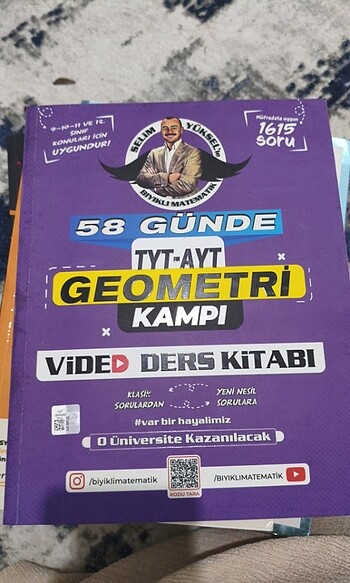 9-10-11 VE 12.
SINIF
KONULARI İÇİN
UYGUNDUR!
Müfredata uygun
1615
soru
SELİM YÜKSEL'in
BIYIKLI MATEMATİK
58 GÜNDE
TYT-AYT
GEOMETRİ
KAMPI
VİDEO DERS KİTABI
KLASİK
SORULARDAN
YENİ NESİL
SORULARA
#var bir hayalimiz
O Üniversite Kazanılacak
/biyiklimatematik
KODU TARA
/BIYIKLIMATEMATIK